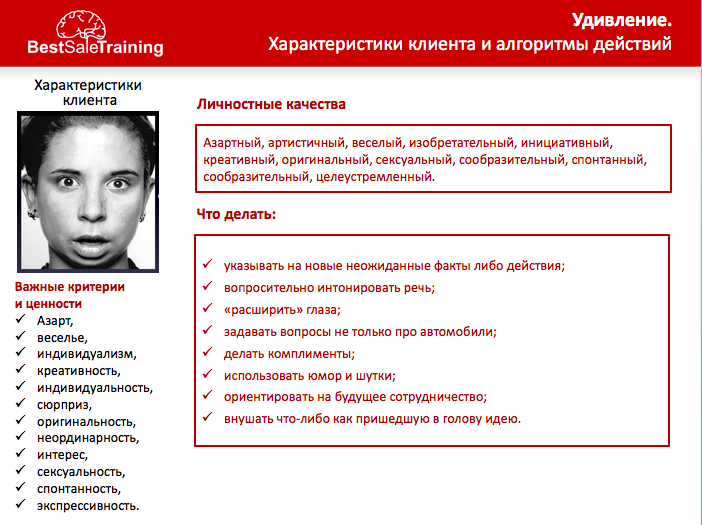 BestSaleTraining
Удивление.
Характеристики клиента и алгоритмы действий
Характеристики
клиента
Важные критерии
и ценности
Азарт,
веселье,
индивидуализм,
креативность,
индивидуальность,
сюрприз,
оригинальность,
неординарность,
интерес,
сексуальность,
спонтанность,
экспрессивность.
Личностные качества
Азартный, артистичный, веселый, изобретательный, инициативный,
креативный, оригинальный, сексуальный, сообразительный, спонтанный,
сообразительный, целеустремленный.
Что делать:
указывать на новые неожиданные факты либо действия;
вопросительно интонировать речь;
«расширить» глаза;
задавать вопросы не только про автомобили;
делать комплименты;
использовать юмор и шутки;
ориентировать на будущее сотрудничество;
внушать что-либо как пришедшую в голову идею.